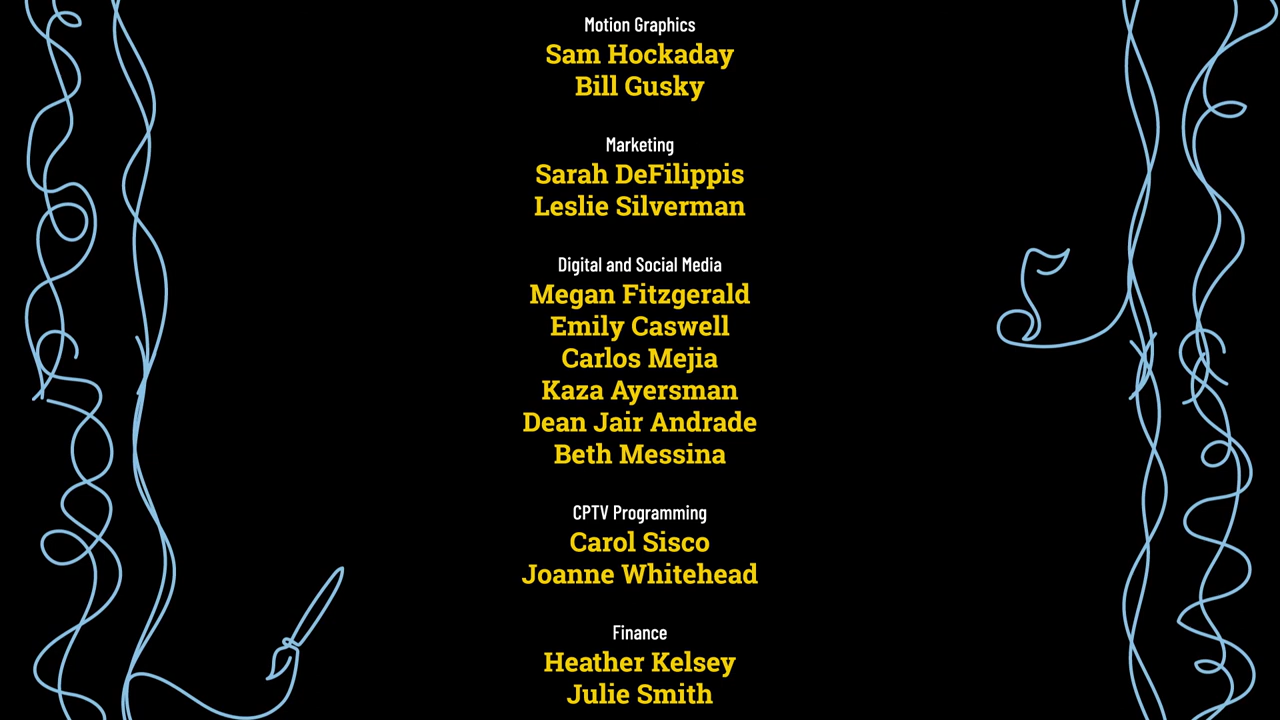 Motion Graphics
Sam Hockaday
Bill Gusky
Marketing
Sarah DeFilippis
Leslie Silverman
Digital and Social Media
Megan Fitzgerald
Emily Caswell
Carlos Mejia
Kaza Ayersman
Dean Jair Andrade
Beth Messina
CPTV Programming
Carol Sisco
Joanne Whitehead
Finance
Heather Kelsey
Julie Smith